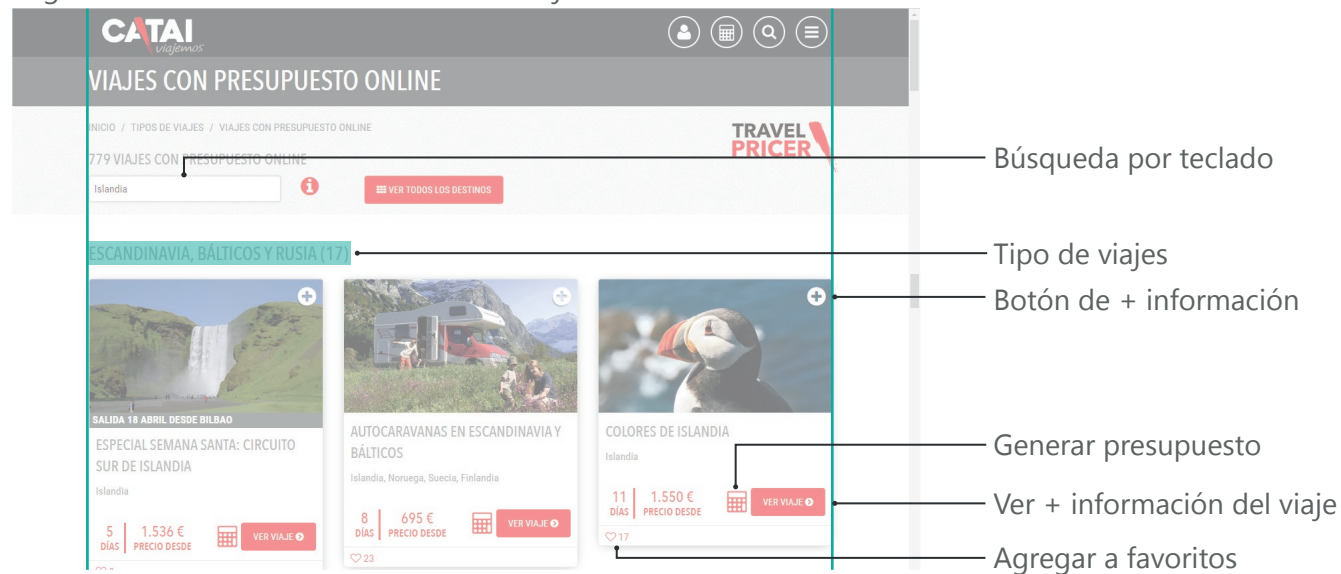 CATAI
viajemos
VIAJES CON PRESUPUESTO ONLINE
INICIO / TIPOS DE VIAJES / VIAJES CON PRESUPUESTO ONLINE
TRAVEL
PRICER
779 VIAJES CON PRESUPUESTO ONLINE
Búsqueda por teclado
Islandia
VER TODOS LOS DESTINOS
ESCANDINAVIA, BÁLTICOS Y RUSIA (17)
Tipo de viajes
Botón de + información
SALIDA 18 ABRIL DESDE BILBAO
ESPECIAL SEMANA SANTA: CIRCUITO
SUR DE ISLANDIA
Islandia
5 DÍAS
1.536 €
PRECIO DESDE
VER VIAJE
AUTOCARAVANAS EN ESCANDINAVIA Y
BÁLTICOS
Islandia, Noruega, Suecia, Finlandia
8 DÍAS
695 €
PRECIO DESDE
VER VIAJE
23
COLORES DE ISLANDIA
Islandia
11 DÍAS
1.550 €
PRECIO DESDE
VER VIAJE
17
Generar presupuesto
Ver + información del viaje
Agregar a favoritos